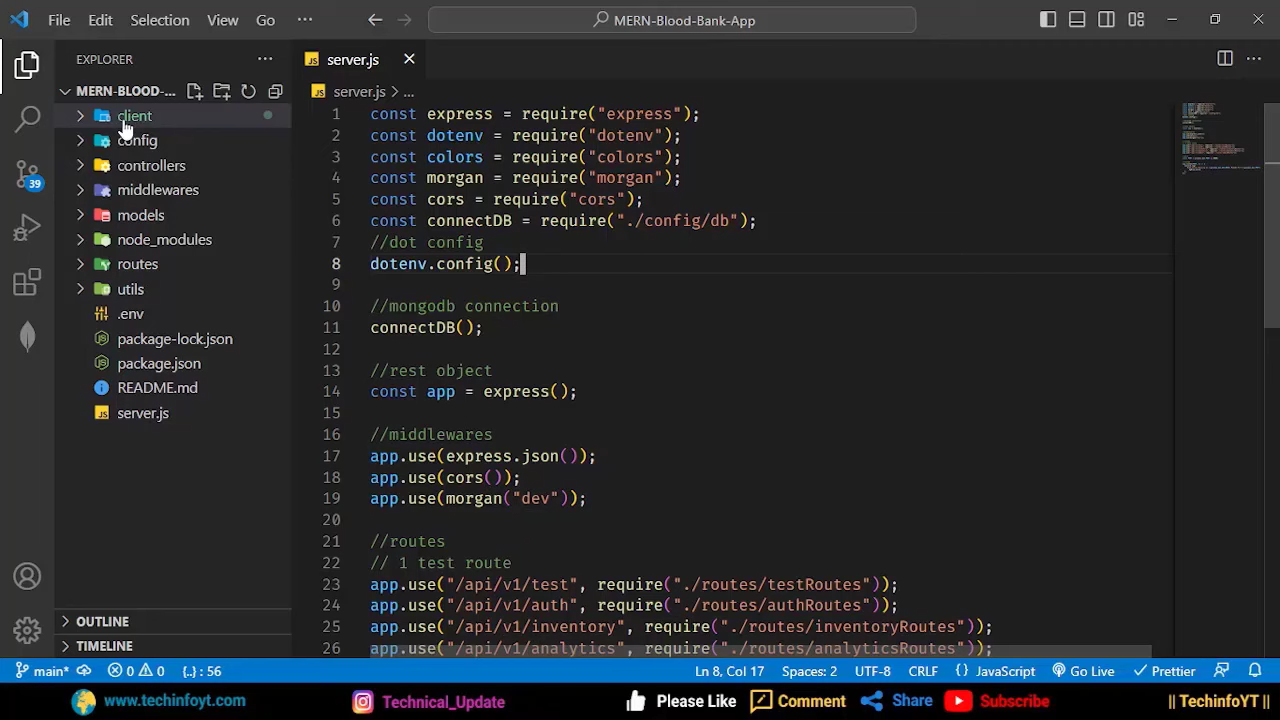 File Edit Selection View Go ··· MERN-Blood-Bank-App
EXPLORER ···
MERN-BLOOD-...
client
config
controllers
middlewares
models
node_modules
routes
utils
.env
package-lock.json
package.json
README.md
JS server.js
OUTLINE
TIMELINE
39
JS server.js
JS server.js > ...
1 const express = require("express");
2 const dotenv = require("dotenv");
3 const colors = require("colors");
4 const morgan = require("morgan");
5 const cors = require("cors");
6 const connectDB = require("./config/db");
7 //dot config
8 dotenv.config();
9
10 //mongodb connection
11 connectDB();
12
13 //rest object
14 const app = express();
15
16 //middlewares
17 app.use(express.json());
18 app.use(cors());
19 app.use(morgan("dev"));
20
21 //routes
22 // 1 test route
23 app.use("/api/v1/test", require("./routes/testRoutes"));
24 app.use("/api/v1/auth", require("./routes/authRoutes"));
25 app.use("/api/v1/inventory", require("./routes/inventoryRoutes"));
26 app.use("/api/v1/analytics", require("./routes/analyticsRoutes"));
main* 0 0 {..}: 56 Ln 8, Col 17 Spaces: 2 UTF-8 CRLF {} JavaScript Go Live Prettier
www.techinfoyt.com Technical_Update Please Like Comment Share Subscribe || TechinfoYT ||